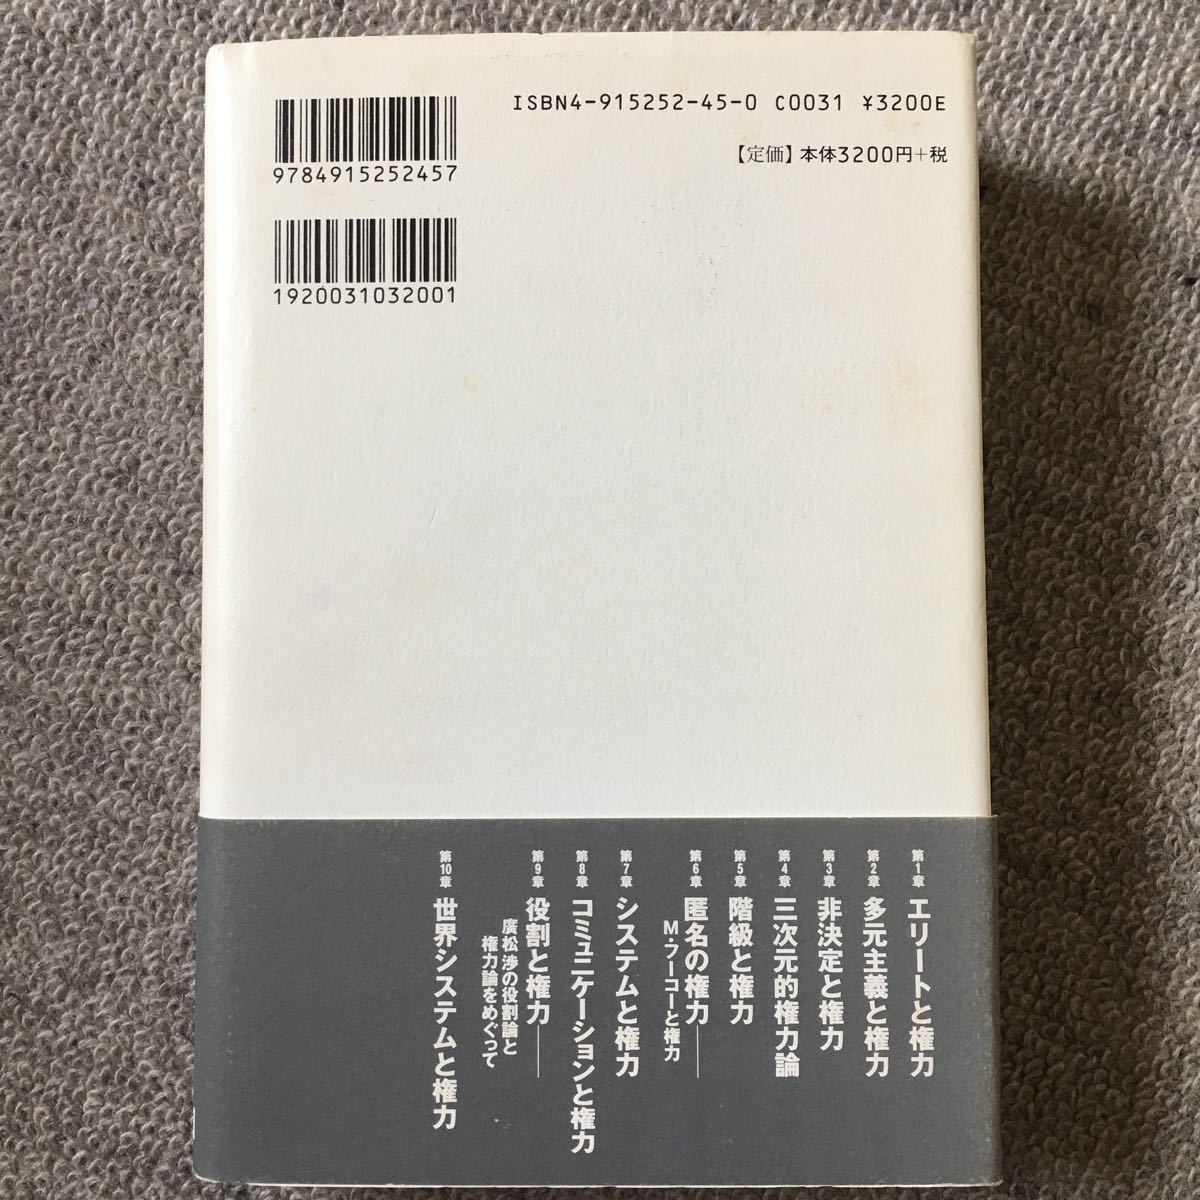 ISBN4-915252-45-0 C0031 ¥3200E
【定価】本体3200円+税
9784915252457
1920031032001
第1章 エリートと権力
第2章 多元主義と権力
第3章 非決定と権力
第4章 三次元的権力論
第5章 階級と権力
第6章 匿名の権力──
M・フーコーと権力
第7章 システムと権力
第8章 コミュニケーションと権力
第9章 役割と権力──
廣松渉の役割論と
権力論をめぐって
第10章 世界システムと権力